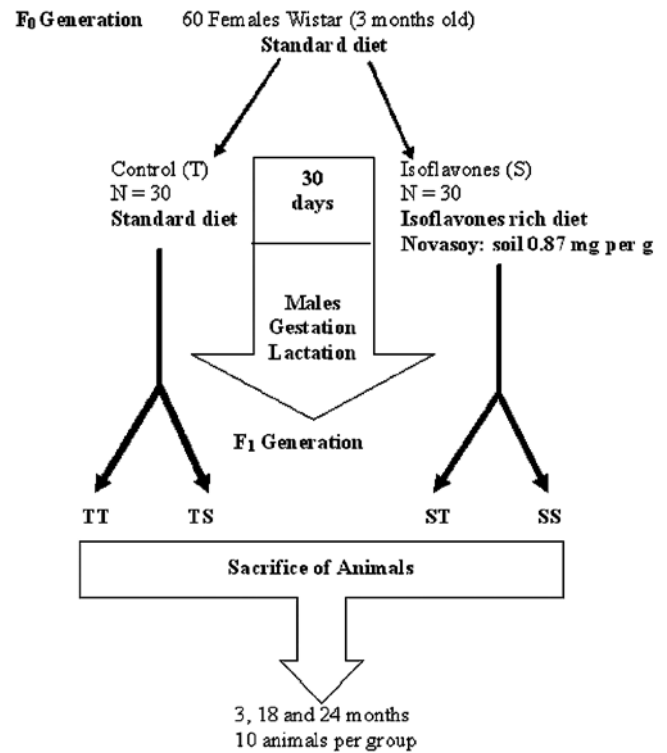 F0 Generation 60 Females Wistar (3 months old)
Standard diet
Control (T)
N = 30
Standard diet
30
days
Isoflavones (S)
N = 30
Isoflavones rich diet
Novasoy: soil 0.87 mg per g
Males
Gestation
Lactation
F1 Generation
TT TS ST SS
Sacrifice of Animals
3, 18 and 24 months
10 animals per group